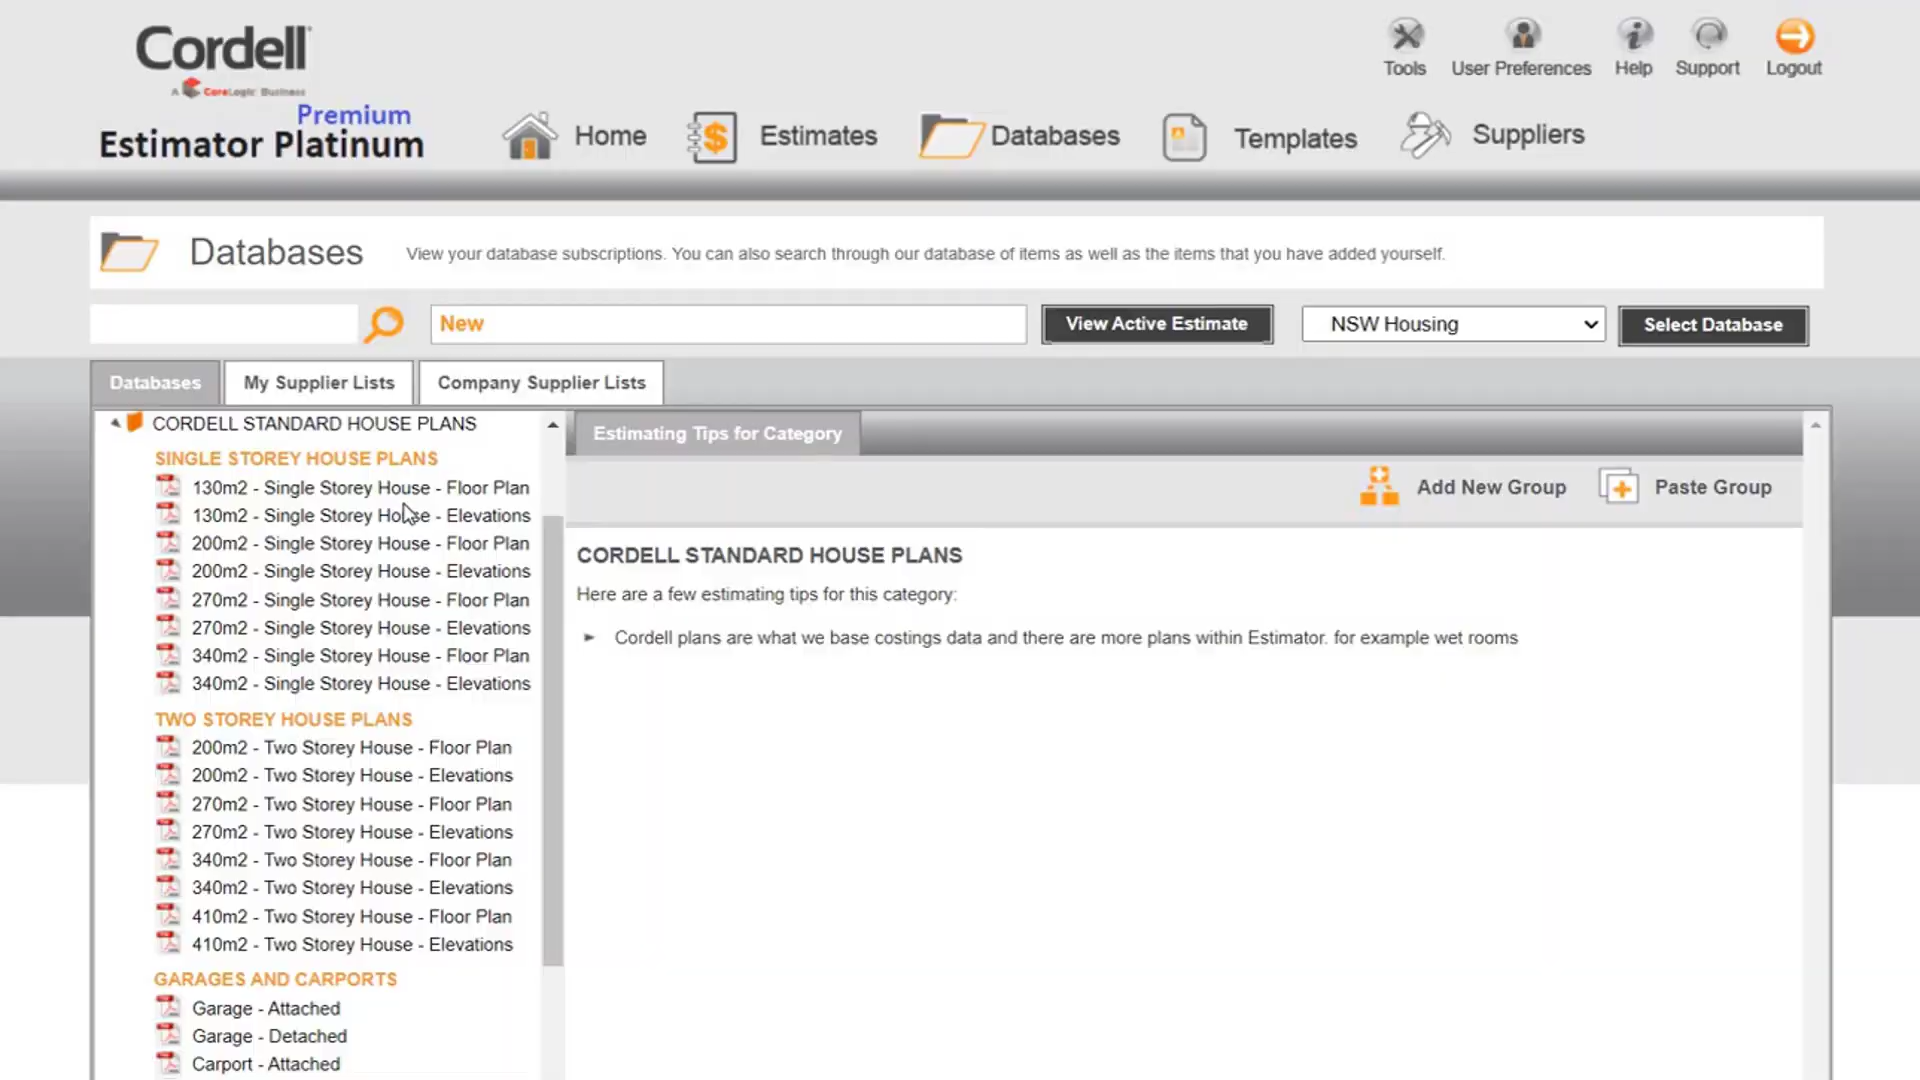 Cordell
A CoreLogic Business
Premium
Estimator Platinum
Home
Estimates
Databases
Templates
Suppliers
Tools
User Preferences
Help
Support
Logout
Databases
View your database subscriptions. You can also search through our database of items as well as the items that you have added yourself.
New
View Active Estimate
NSW Housing
Select Database
Databases
My Supplier Lists
Company Supplier Lists
CORDELL STANDARD HOUSE PLANS
SINGLE STOREY HOUSE PLANS
130m2 - Single Storey House - Floor Plan
130m2 - Single Storey House - Elevations
200m2 - Single Storey House - Floor Plan
200m2 - Single Storey House - Elevations
270m2 - Single Storey House - Floor Plan
270m2 - Single Storey House - Elevations
340m2 - Single Storey House - Floor Plan
340m2 - Single Storey House - Elevations
TWO STOREY HOUSE PLANS
200m2 - Two Storey House - Floor Plan
200m2 - Two Storey House - Elevations
270m2 - Two Storey House - Floor Plan
270m2 - Two Storey House - Elevations
340m2 - Two Storey House - Floor Plan
340m2 - Two Storey House - Elevations
410m2 - Two Storey House - Floor Plan
410m2 - Two Storey House - Elevations
GARAGES AND CARPORTS
Garage - Attached
Garage - Detached
Carport - Attached
Estimating Tips for Category
Add New Group
Paste Group
CORDELL STANDARD HOUSE PLANS
Here are a few estimating tips for this category:
Cordell plans are what we base costings data and there are more plans within Estimator. for example wet rooms